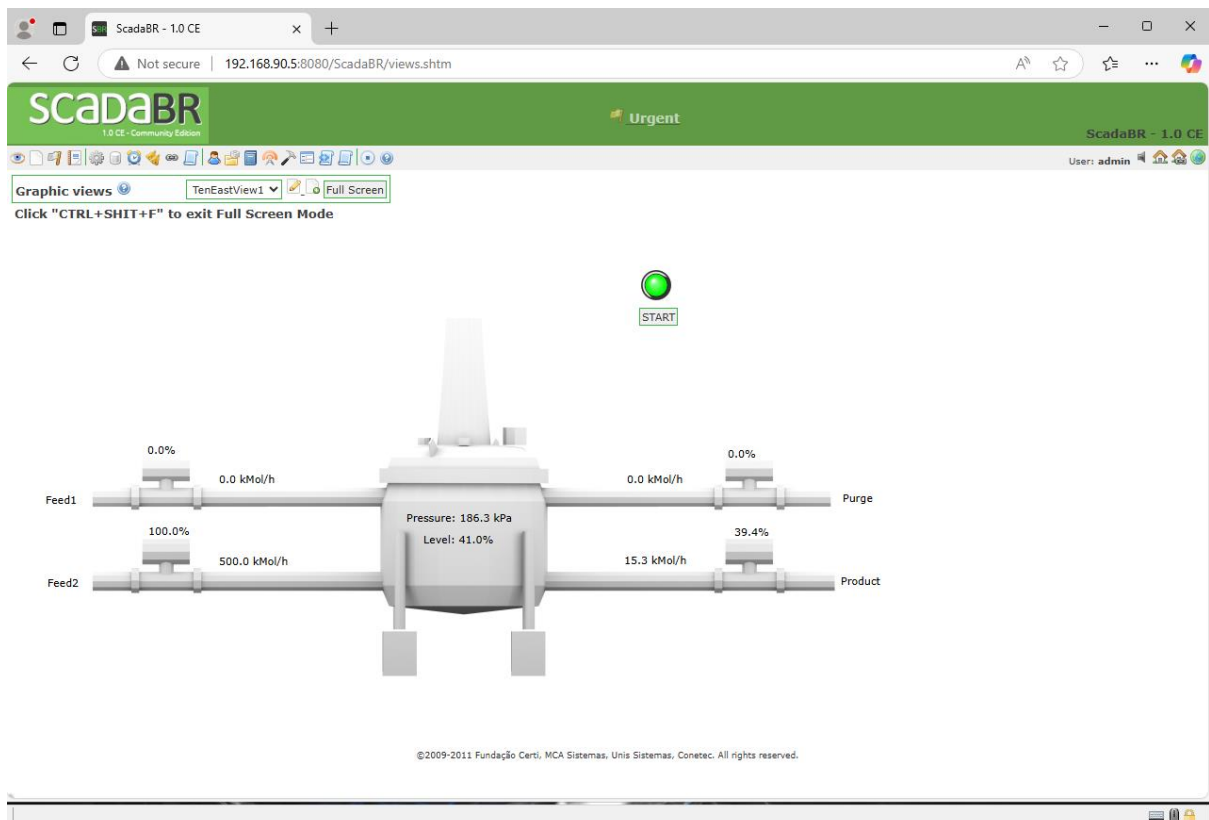 SBR ScadaBR - 1.0 CE
Not secure | 192.168.90.5:8080/ScadaBR/views.shtm
ScadaBR
1.0 CE - Community Edition
Urgent
ScadaBR - 1.0 CE
User: admin
Graphic views TenEastView1 Full Screen
Click "CTRL+SHIT+F" to exit Full Screen Mode
START
0.0% 0.0%
0.0 kMol/h 0.0 kMol/h
Feed1 Purge
Pressure: 186.3 kPa
100.0% 39.4%
Level: 41.0%
500.0 kMol/h 15.3 kMol/h
Feed2 Product
©2009-2011 Fundação Certi, MCA Sistemas, Unis Sistemas, Conetec. All rights reserved.